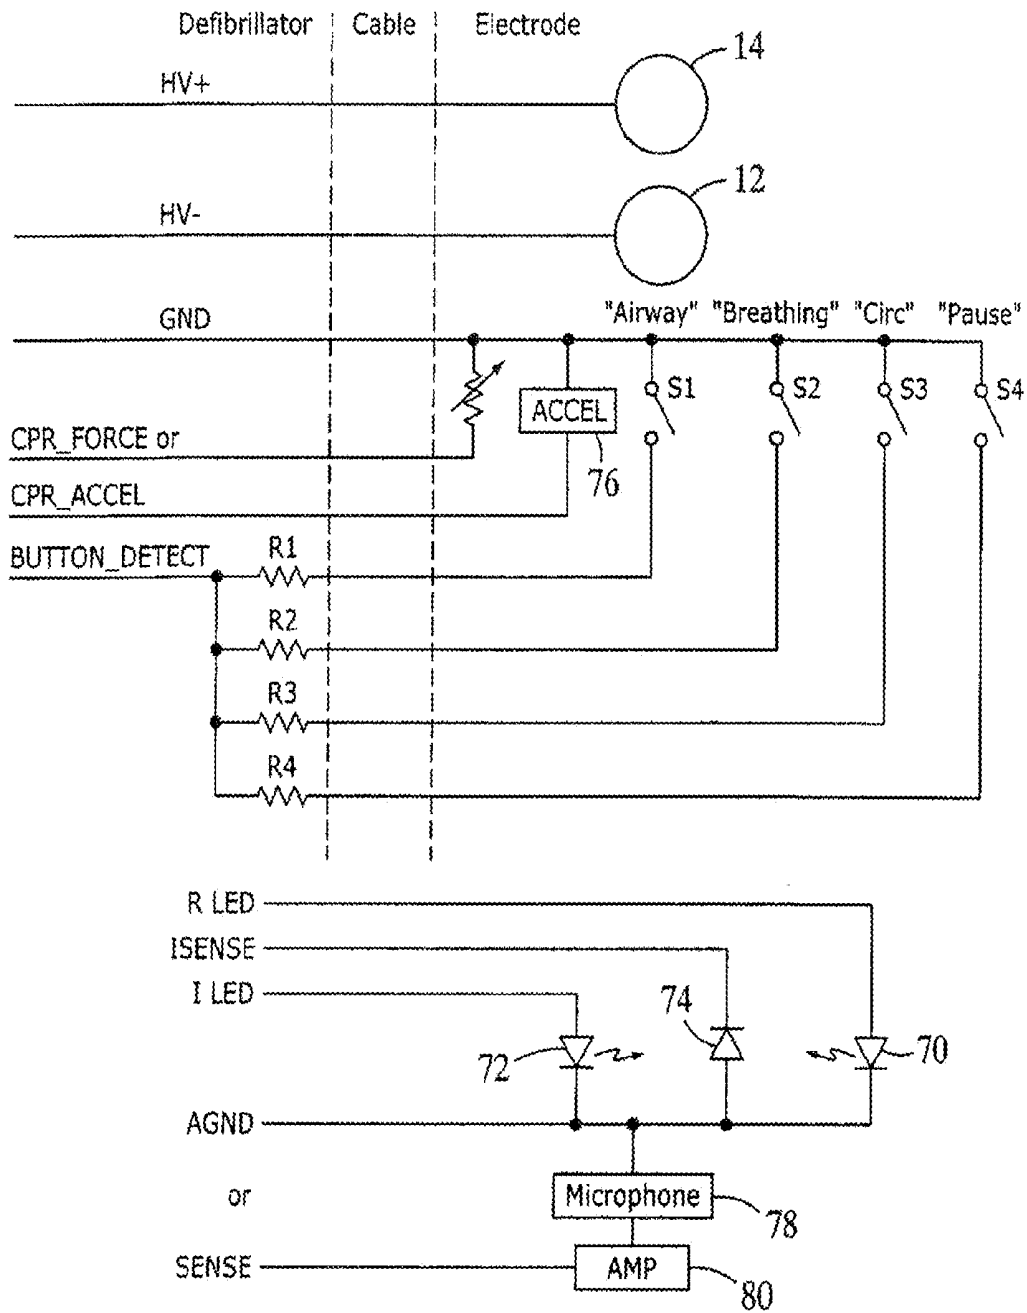 Defibrillator Cable Electrode
HV+
14
HV-
12
GND
"Airway" "Breathing" "Circ" "Pause"
S1 S2 S3 S4
ACCEL
CPR_FORCE or
76
CPR_ACCEL
BUTTON_DETECT
R1
R2
R3
R4
R LED
ISENSE
I LED
74
72
70
AGND
or
Microphone
78
SENSE
AMP
80